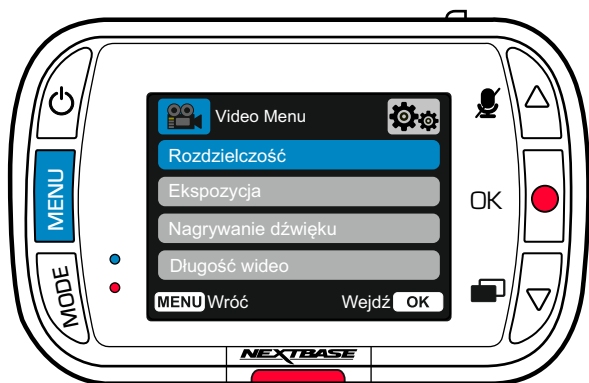 Video Menu
Rozdzielczość
Ekspozycja
Nagrywanie dźwięku
Długość wideo
MENU Wróć Wejdź OK
MENU
MODE
OK
NEXTBASE